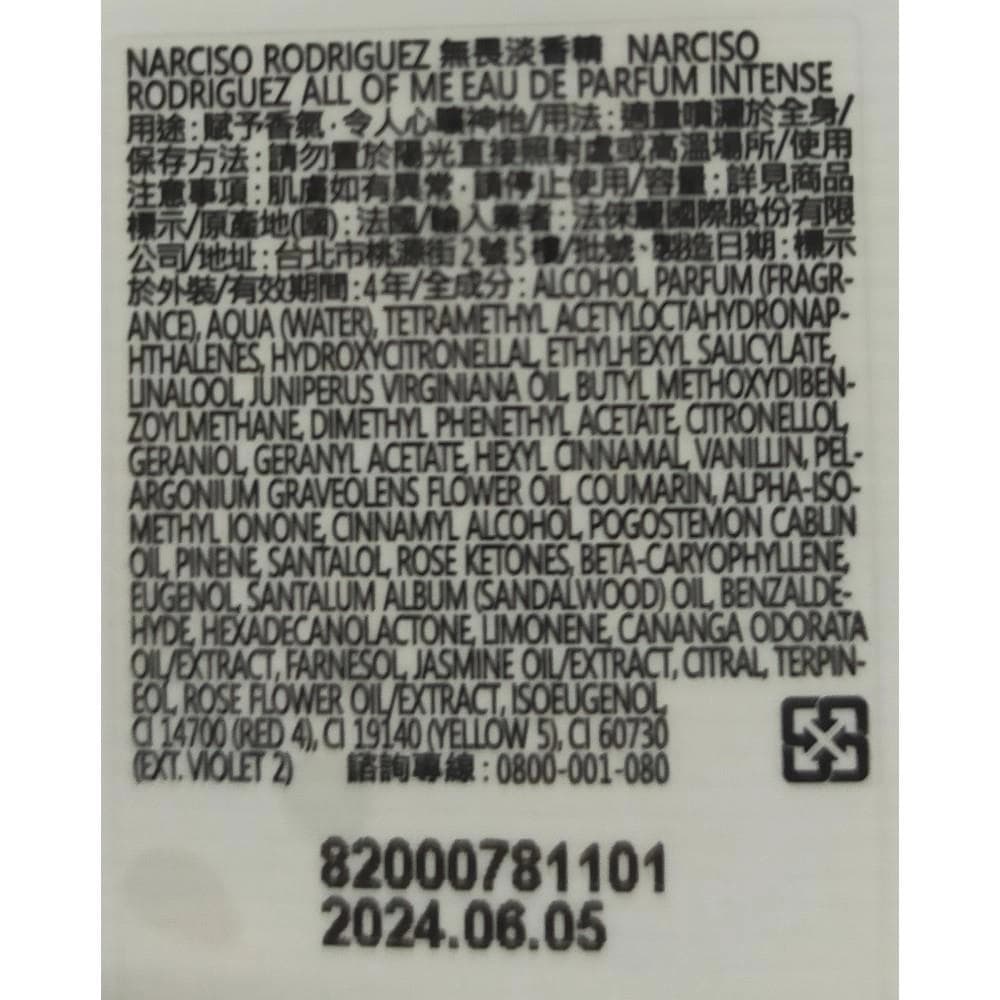 NARCISO RODRIGUEZ 無畏淡香精 NARCISO
RODRIGUEZ ALL OF ME EAU DE PARFUM INTENSE
用途:賦予香氣,令人心曠神怡/用法:適量噴灑於全身/
保存方法:請勿置於陽光直接照射處或高溫場所/使用
注意事項:肌膚如有異常,請停止使用/容量:詳見商品
標示/原產地(國):法國/輸入業者:法倈麗國際股份有限
公司/地址:台北市桃源街2號5樓/批號、製造日期:標示
於外裝/有效期間:4年/全成分:ALCOHOL, PARFUM (FRAGR-
ANCE), AQUA (WATER), TETRAMETHYL ACETYLOCTAHYDRONAP-
HTHALENES, HYDROXYCITRONELLAL, ETHYLHEXYL SALICYLATE,
LINALOOL, JUNIPERUS VIRGINIANA OIL, BUTYL METHOXYDIBEN-
ZOYLMETHANE, DIMETHYL PHENETHYL ACETATE, CITRONELLOL,
GERANIOL, GERANYL ACETATE, HEXYL CINNAMAL, VANILLIN, PEL-
ARGONIUM GRAVEOLENS FLOWER OIL, COUMARIN, ALPHA-ISO-
METHYL IONONE, CINNAMYL ALCOHOL, POGOSTEMON CABLIN
OIL, PINENE, SANTALOL, ROSE KETONES, BETA-CARYOPHYLLENE,
EUGENOL, SANTALUM ALBUM (SANDALWOOD) OIL, BENZALDE-
HYDE, HEXADECANOLACTONE, LIMONENE, CANANGA ODORATA
OIL/EXTRACT, FARNESOL, JASMINE OIL/EXTRACT, CITRAL, TERPIN-
EOL, ROSE FLOWER OIL/EXTRACT, ISOEUGENOL,
CI 14700 (RED 4), CI 19140 (YELLOW 5), CI 60730
(EXT. VIOLET 2) 諮詢專線:0800-001-080
82000781101
2024.06.05